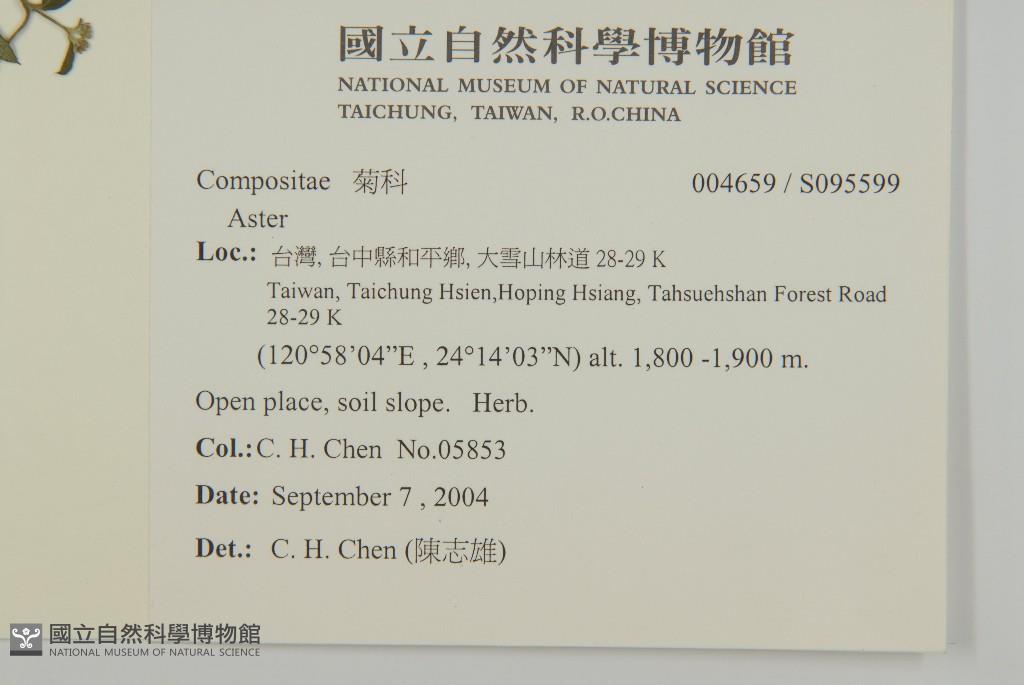 國立自然科學博物館
NATIONAL MUSEUM OF NATURAL SCIENCE
TAICHUNG, TAIWAN, R.O.CHINA
Compositae 菊科 004659 / S095599
Aster
Loc.: 台灣, 台中縣和平鄉, 大雪山林道 28-29 K
Taiwan, Taichung Hsien,Hoping Hsiang, Tahsuehshan Forest Road
28-29 K
(120°58’04”E , 24°14’03”N) alt. 1,800 -1,900 m.
Open place, soil slope. Herb.
Col.: C. H. Chen No.05853
Date: September 7 , 2004
Det.: C. H. Chen (陳志雄)
國立自然科學博物館
NATIONAL MUSEUM OF NATURAL SCIENCE